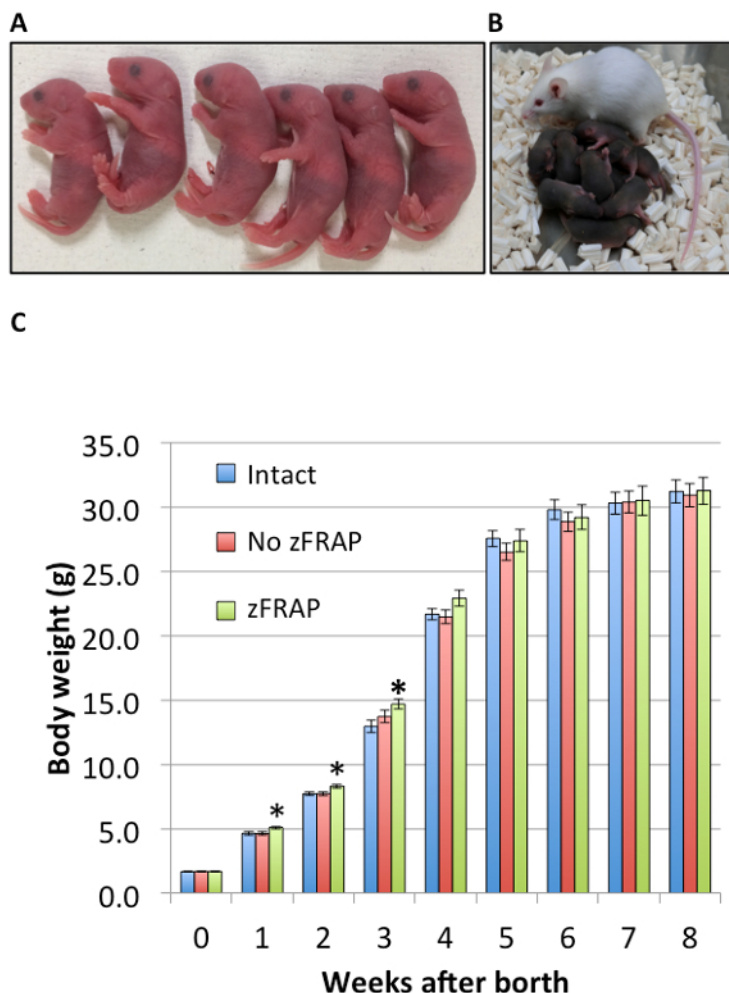 A
B
C
35.0
30.0
25.0
20.0
15.0
10.0
5.0
0.0
Body weight (g)
Intact
No zFRAP
zFRAP
*
*
*
0 1 2 3 4 5 6 7 8
Weeks after borth